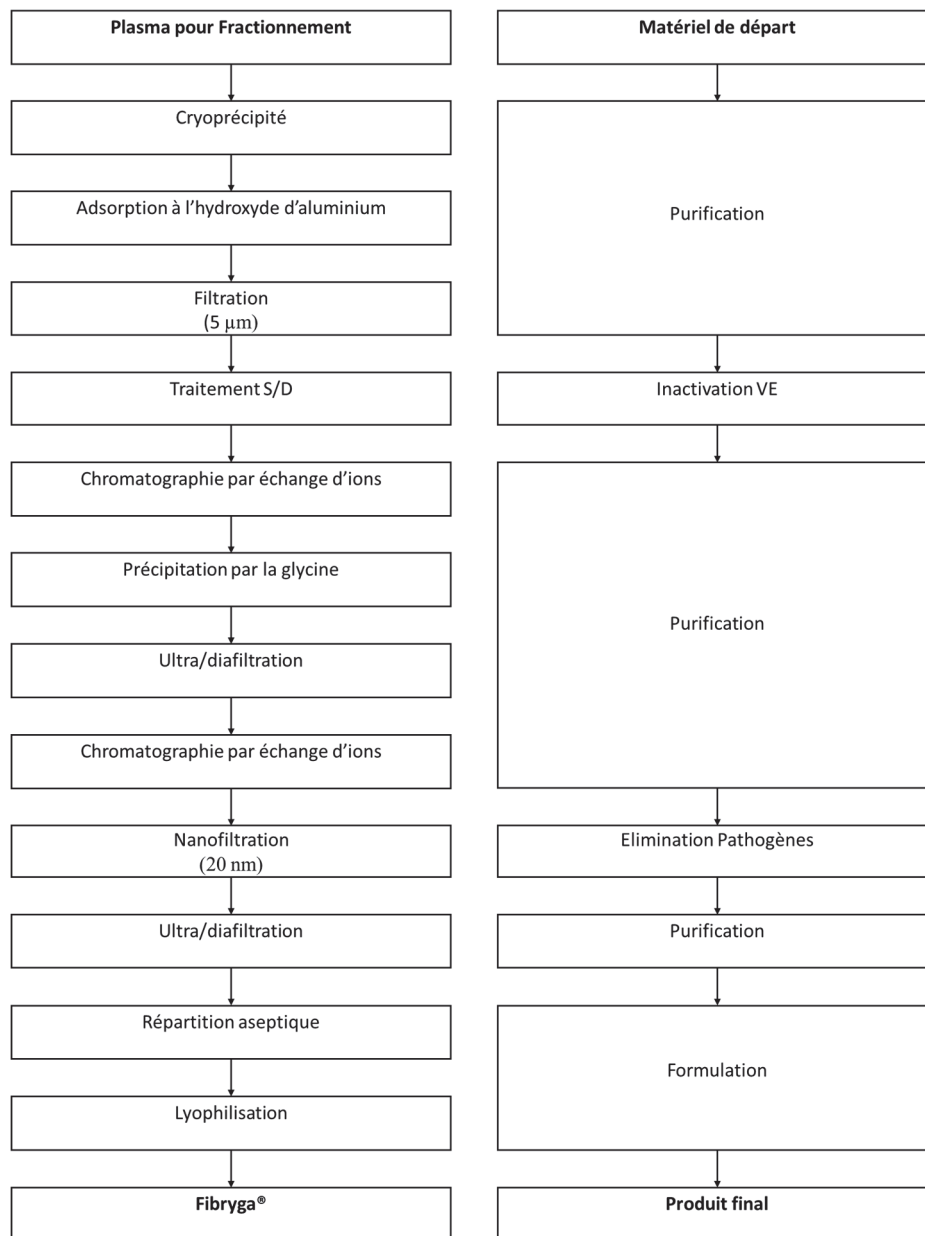 Plasma pour Fractionnement
Matériel de départ
Cryoprécipité
Adsorption à l'hydroxyde d'aluminium
Purification
Filtration
(5 µm)
Traitement S/D
Inactivation VE
Chromatographie par échange d'ions
Précipitation par la glycine
Purification
Ultra/diafiltration
Chromatographie par échange d'ions
Nanofiltration
(20 nm)
Elimination Pathogènes
Ultra/diafiltration
Purification
Répartition aseptique
Formulation
Lyophilisation
Fibryga®
Produit final